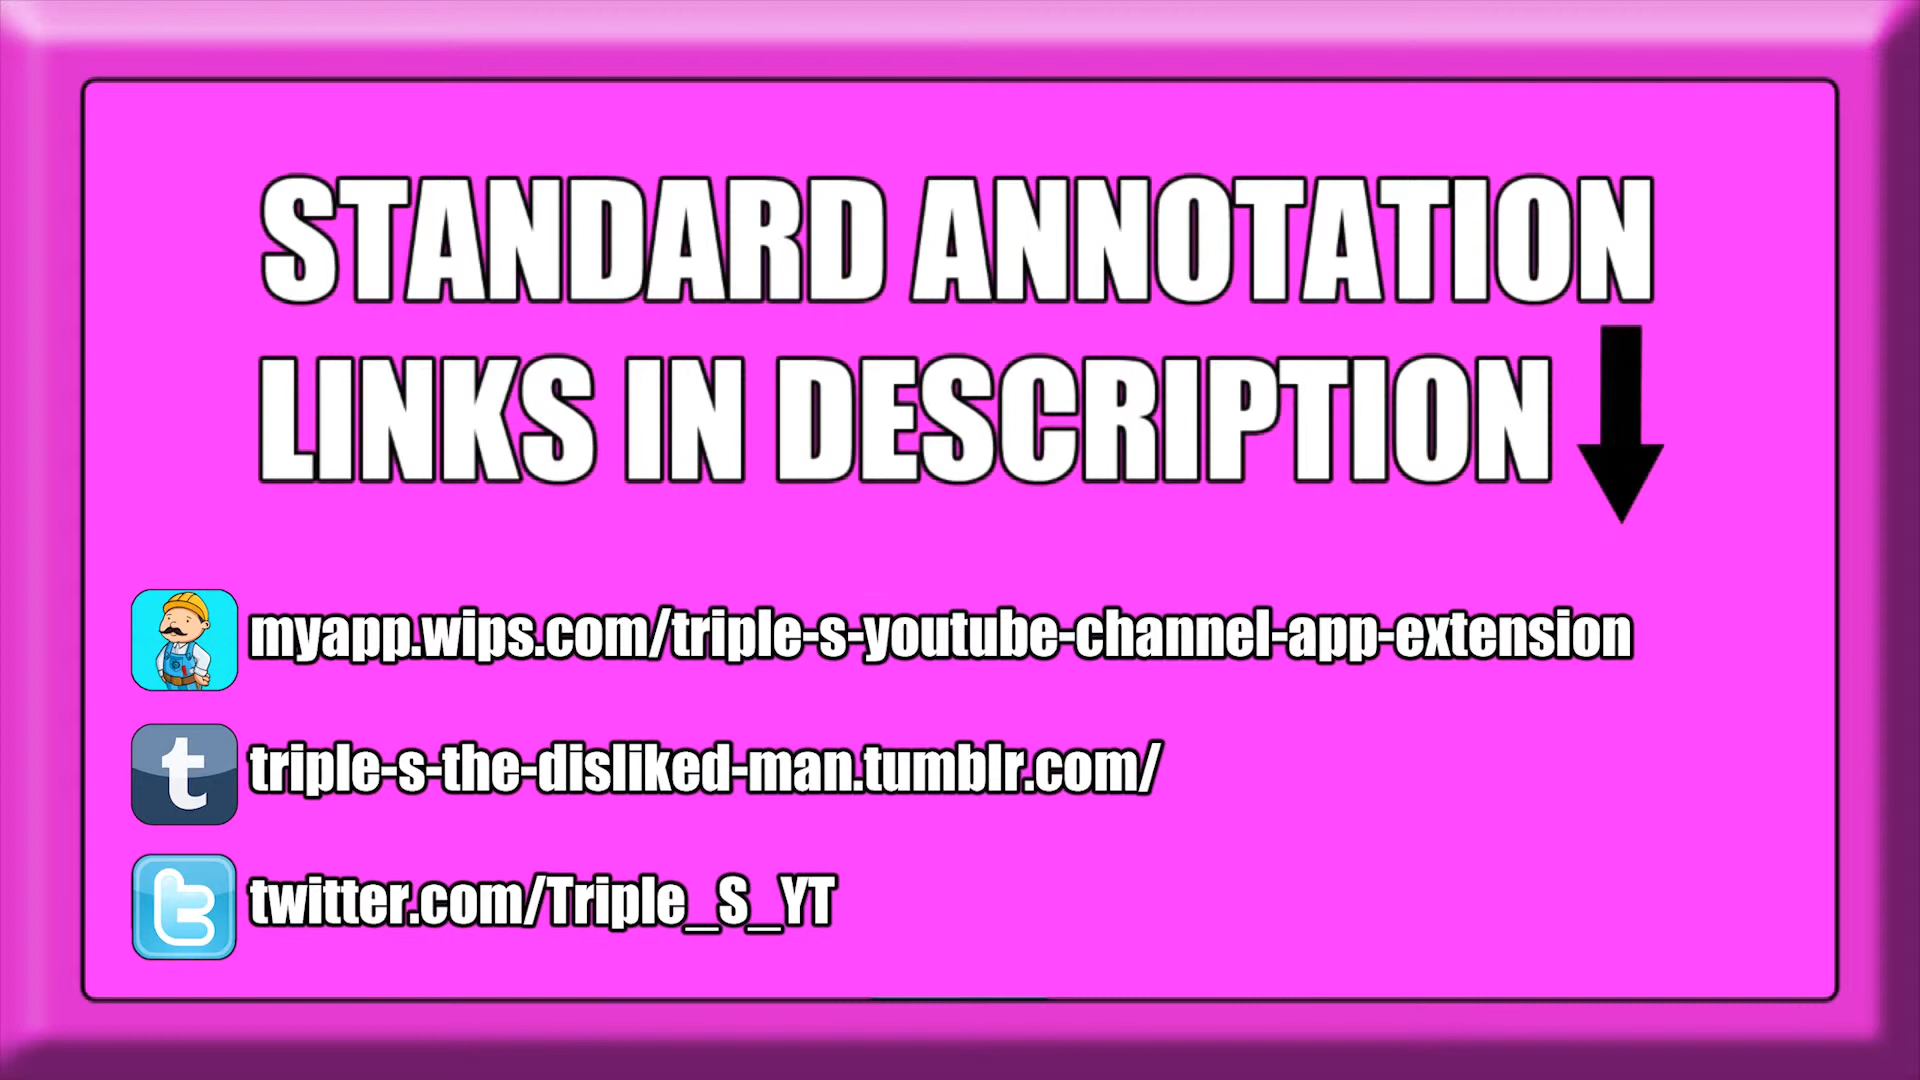 STANDARD ANNOTATION
LINKS IN DESCRIPTION
myapp.wips.com/triple-s-youtube-channel-app-extension
t triple-s-the-disliked-man.tumblr.com/
t twitter.com/Triple_S_YT